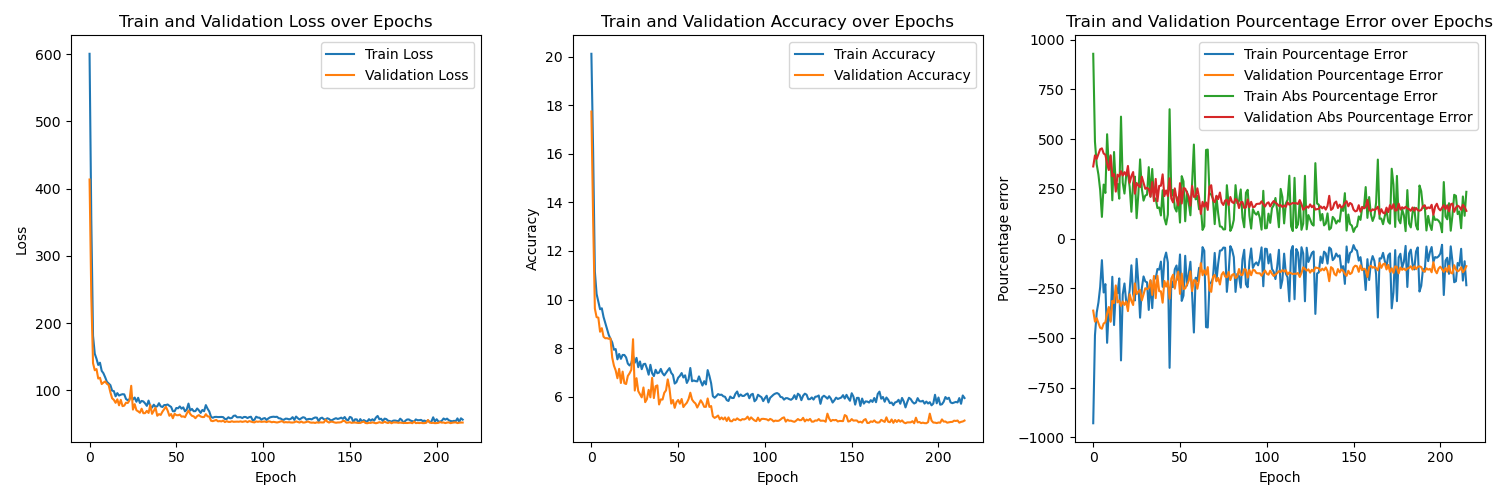 Train and Validation Loss over Epochs
Train Loss
Validation Loss
Loss
600
500
400
300
200
100
0
50
100
150
200
Epoch
Train and Validation Accuracy over Epochs
Train Accuracy
Validation Accuracy
Accuracy
20
18
16
14
12
10
8
6
0
50
100
150
200
Epoch
Train and Validation Pourcentage Error over Epochs
Train Pourcentage Error
Validation Pourcentage Error
Train Abs Pourcentage Error
Validation Abs Pourcentage Error
Pourcentage error
1000
750
500
250
0
−250
−500
−750
−1000
0
50
100
150
200
Epoch